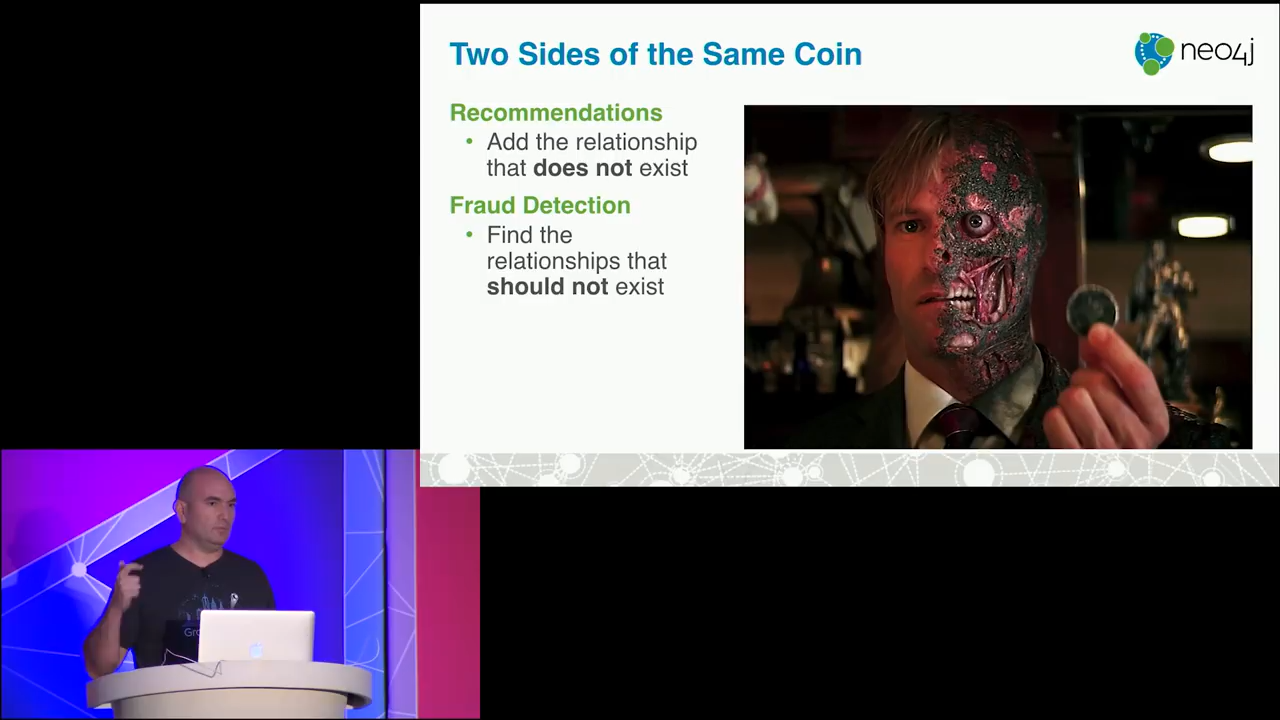 Two Sides of the Same Coin
neo4j
Recommendations
• Add the relationship
that does not exist
Fraud Detection
• Find the
relationships that
should not exist
Gr